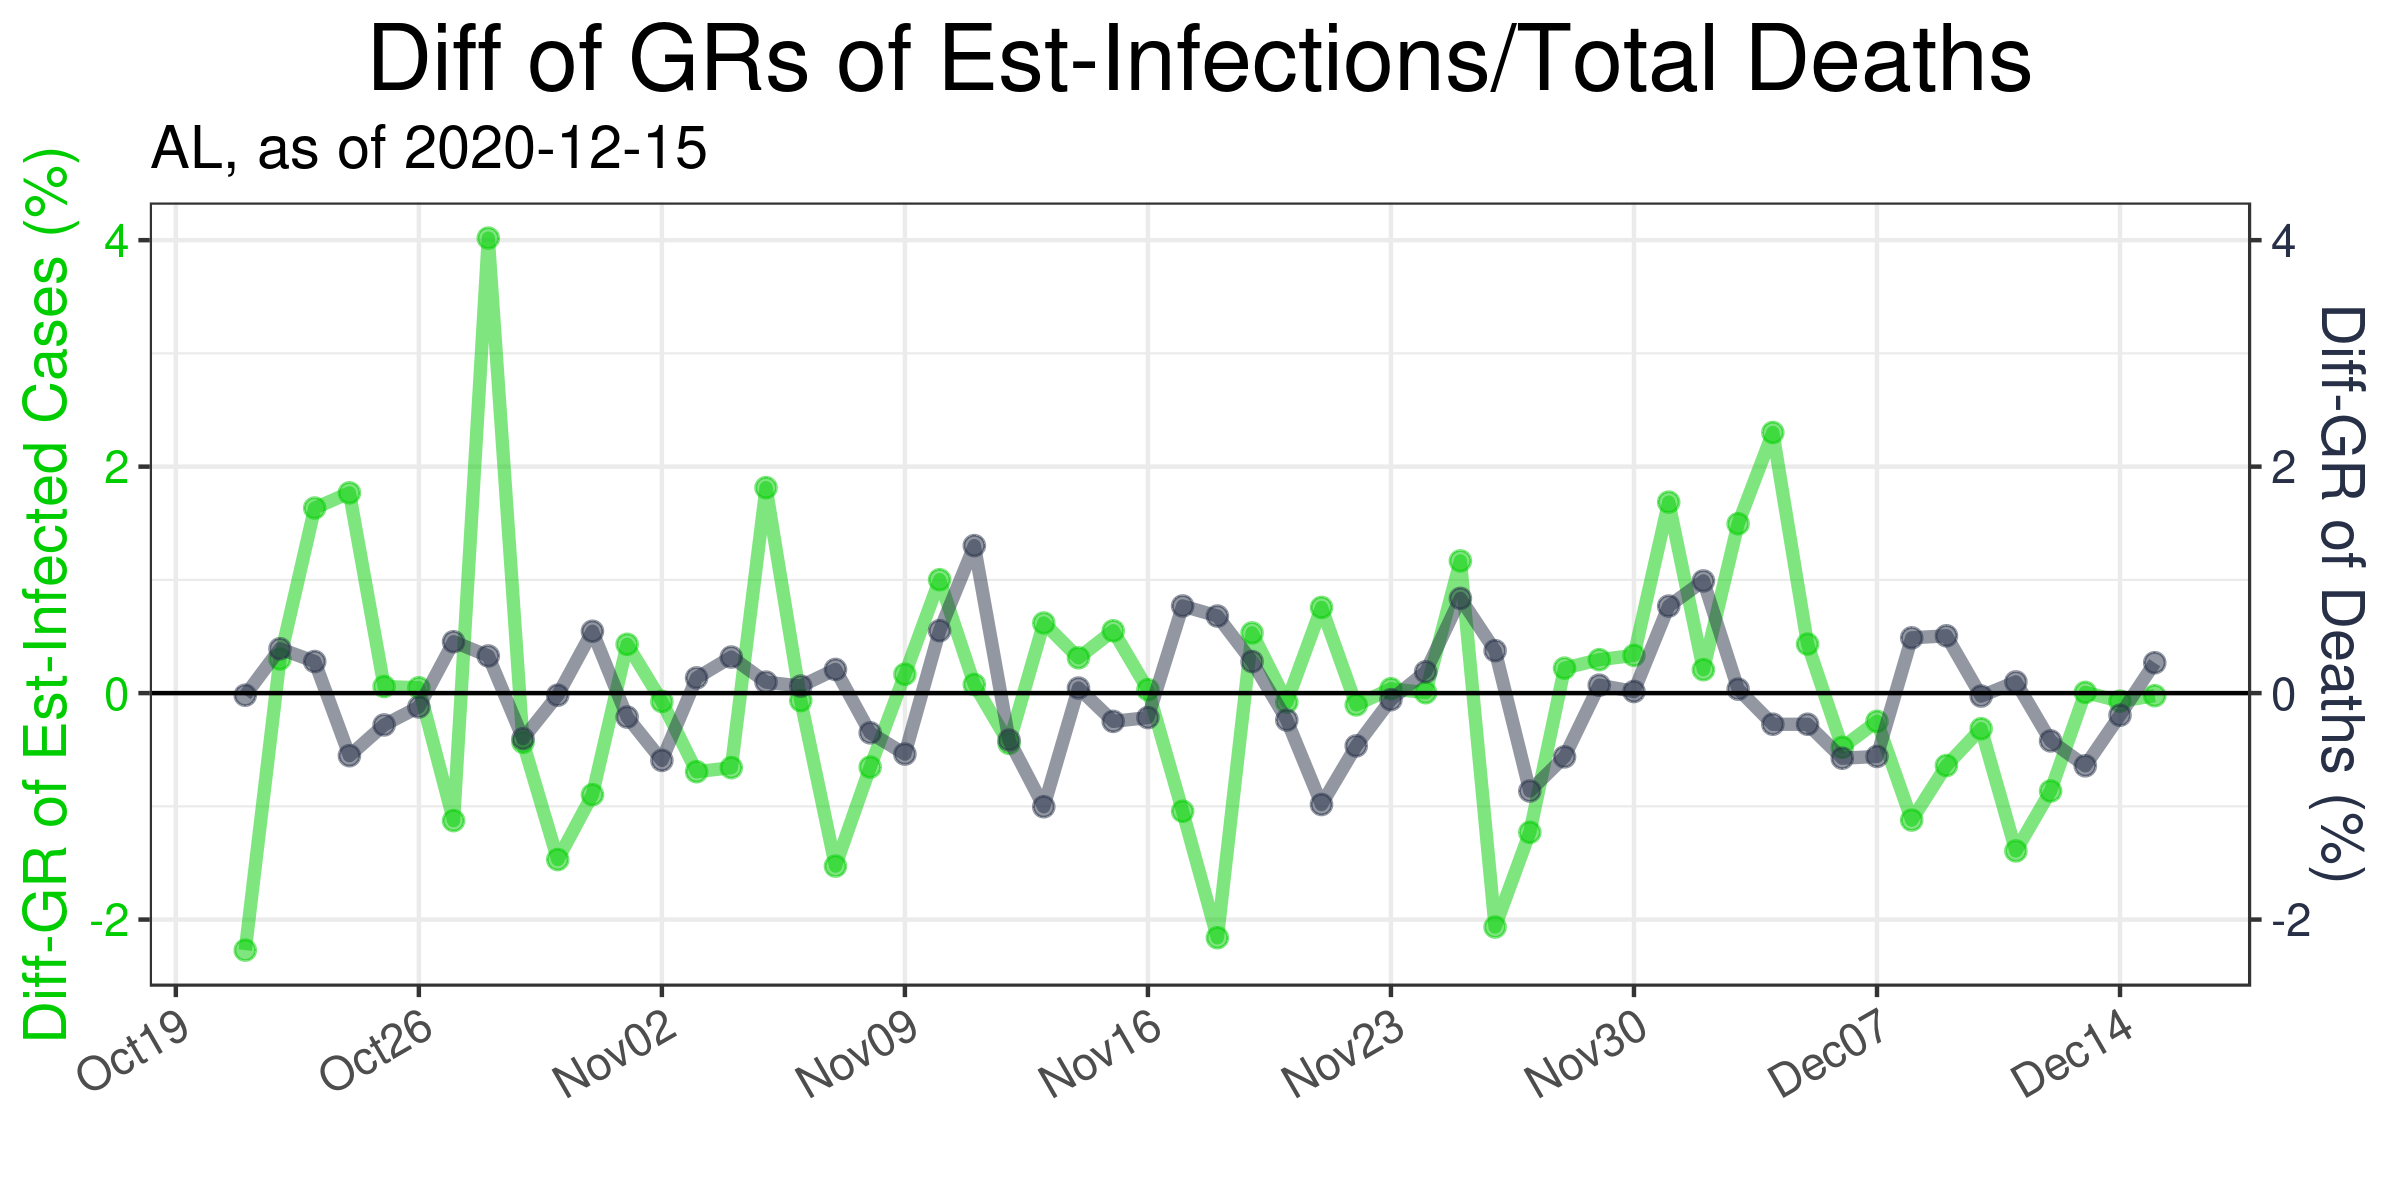 Diff of GRs of Est-Infections/Total Deaths
AL, as of 2020-12-15
Diff-GR of Est-Infected Cases (%)
4
2
0
-2
4
2
0
-2
Diff-GR of Deaths (%)
Oct19
Oct26
Nov02
Nov09
Nov16
Nov23
Nov30
Dec07
Dec14